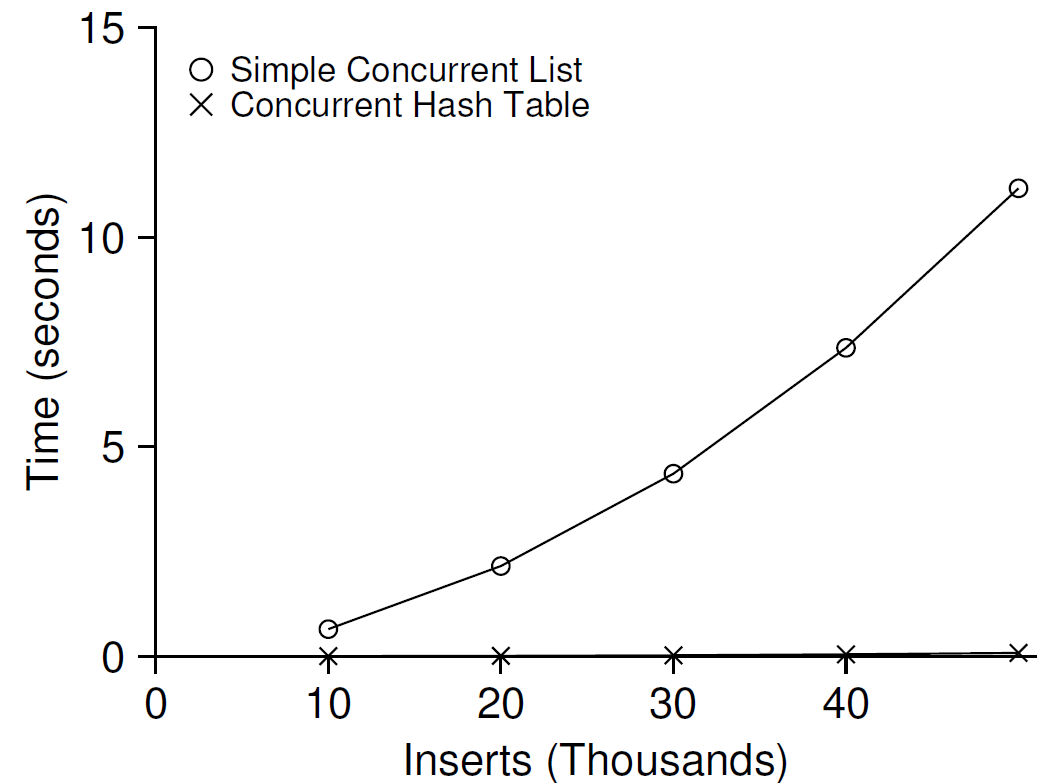 15
Simple Concurrent List
Concurrent Hash Table
10
5
0
Time (seconds)
0 10 20 30 40
Inserts (Thousands)